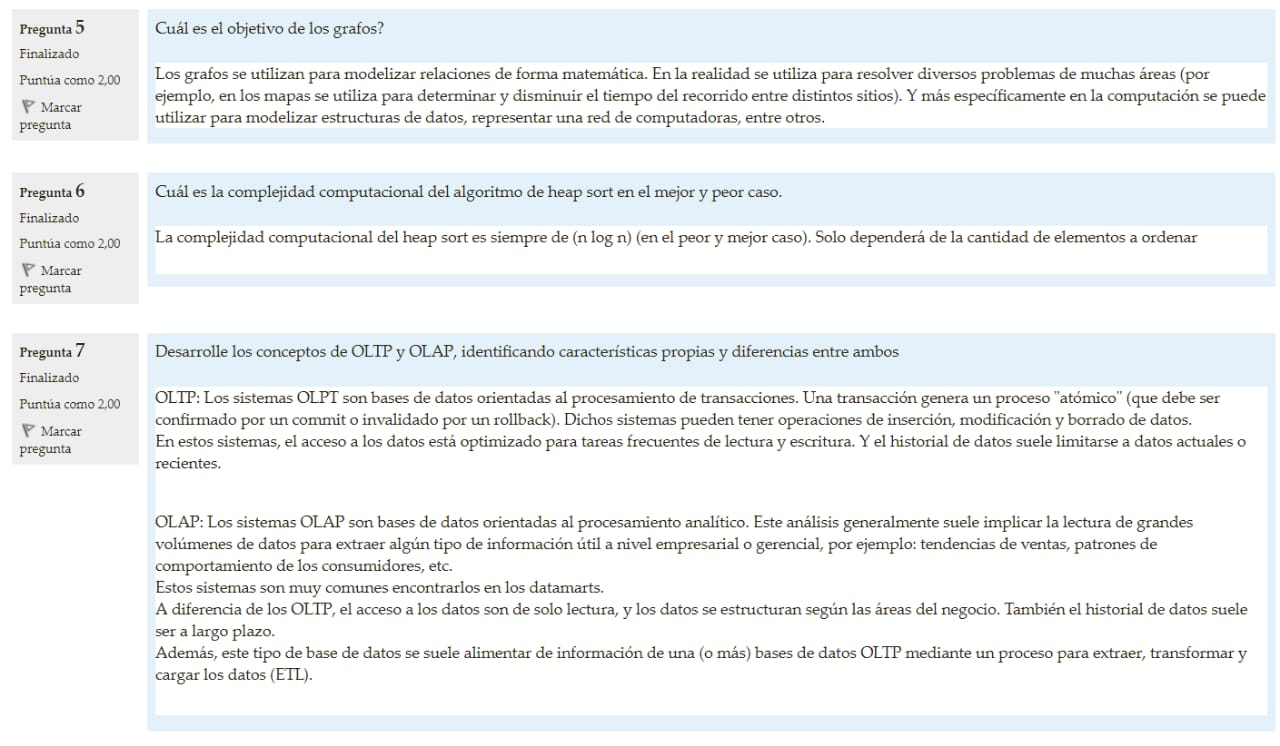 Pregunta 5
Finalizado
Puntúa como 2,00
Marcar
pregunta
Cuál es el objetivo de los grafos?
Los grafos se utilizan para modelizar relaciones de forma matemática. En la realidad se utiliza para resolver diversos problemas de muchas áreas (por
ejemplo, en los mapas se utiliza para determinar y disminuir el tiempo del recorrido entre distintos sitios). Y más específicamente en la computación se puede
utilizar para modelizar estructuras de datos, representar una red de computadoras, entre otros.
Pregunta 6
Finalizado
Puntúa como 2,00
Marcar
pregunta
Cuál es la complejidad computacional del algoritmo de heap sort en el mejor y peor caso.
La complejidad computacional del heap sort es siempre de (n log n) (en el peor y mejor caso). Solo dependerá de la cantidad de elementos a ordenar
Pregunta 7
Finalizado
Puntúa como 2,00
Marcar
pregunta
Desarrolle los conceptos de OLTP y OLAP, identificando características propias y diferencias entre ambos
OLTP: Los sistemas OLPT son bases de datos orientadas al procesamiento de transacciones. Una transacción genera un proceso "atómico" (que debe ser
confirmado por un commit o invalidado por un rollback). Dichos sistemas pueden tener operaciones de inserción, modificación y borrado de datos.
En estos sistemas, el acceso a los datos está optimizado para tareas frecuentes de lectura y escritura. Y el historial de datos suele limitarse a datos actuales o
recientes.
OLAP: Los sistemas OLAP son bases de datos orientadas al procesamiento analítico. Este análisis generalmente suele implicar la lectura de grandes
volúmenes de datos para extraer algún tipo de información útil a nivel empresarial o gerencial, por ejemplo: tendencias de ventas, patrones de
comportamiento de los consumidores, etc.
Estos sistemas son muy comunes encontrarlos en los datamarts.
A diferencia de los OLTP, el acceso a los datos son de solo lectura, y los datos se estructuran según las áreas del negocio. También el historial de datos suele
ser a largo plazo.
Además, este tipo de base de datos se suele alimentar de información de una (o más) bases de datos OLTP mediante un proceso para extraer, transformar y
cargar los datos (ETL).